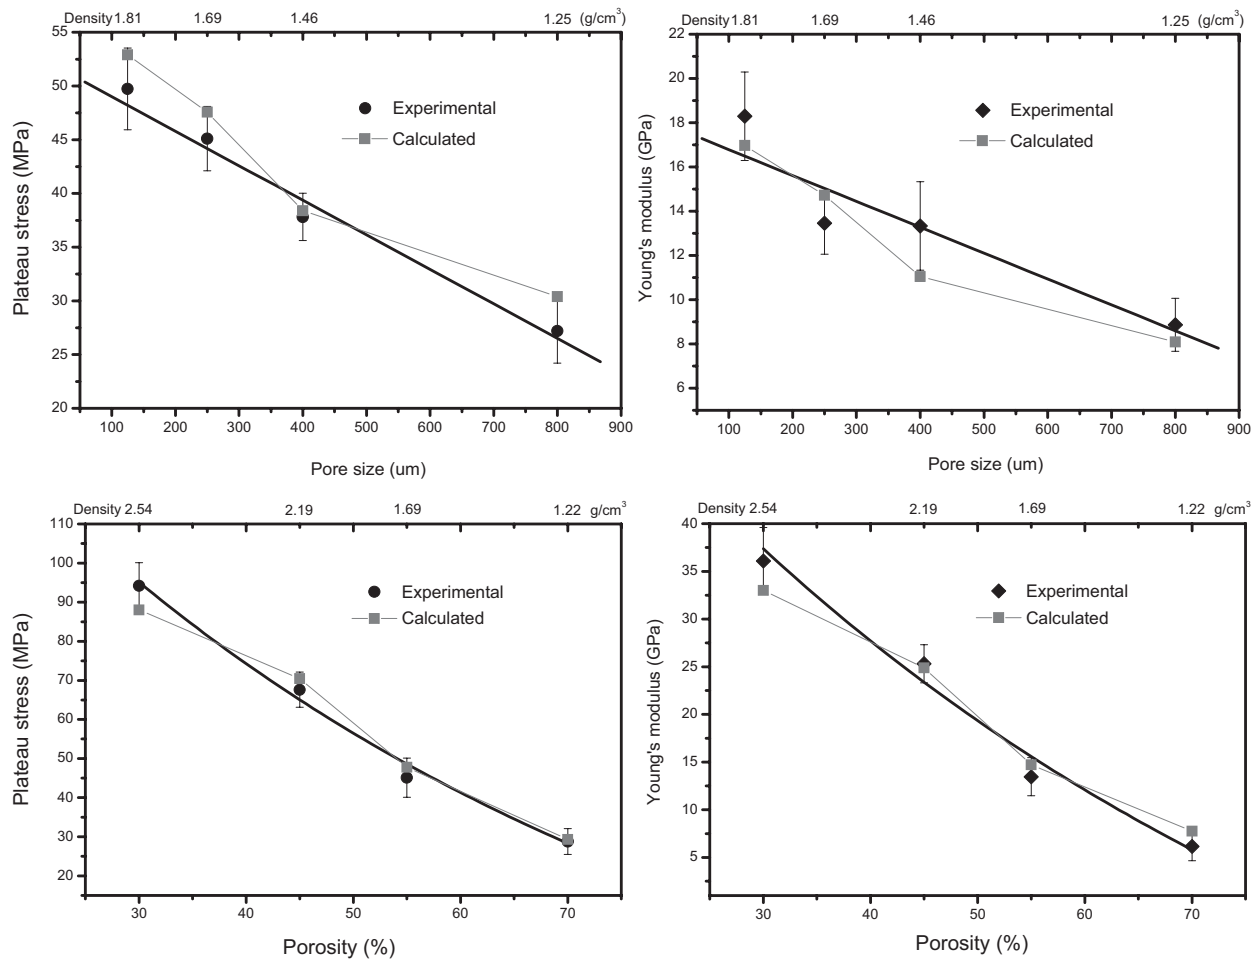 Density 1.81 1.69 1.46 1.25 (g/cm³)
55
50
45
40
35
30
25
20
Plateau stress (MPa)
Experimental
Calculated
100 200 300 400 500 600 700 800 900
Pore size (um)
Density 1.81 1.69 1.46 1.25 (g/cm³)
22
20
18
16
14
12
10
8
6
Young's modulus (GPa)
Experimental
Calculated
100 200 300 400 500 600 700 800 900
Pore size (um)
Density 2.54 2.19 1.69 1.22 g/cm³
110
100
90
80
70
60
50
40
30
20
Plateau stress (MPa)
Experimental
Calculated
30 40 50 60 70
Porosity (%)
Density 2.54 2.19 1.69 1.22 g/cm³
40
35
30
25
20
15
10
5
Young's modulus (GPa)
Experimental
Calculated
30 40 50 60 70
Porosity (%)